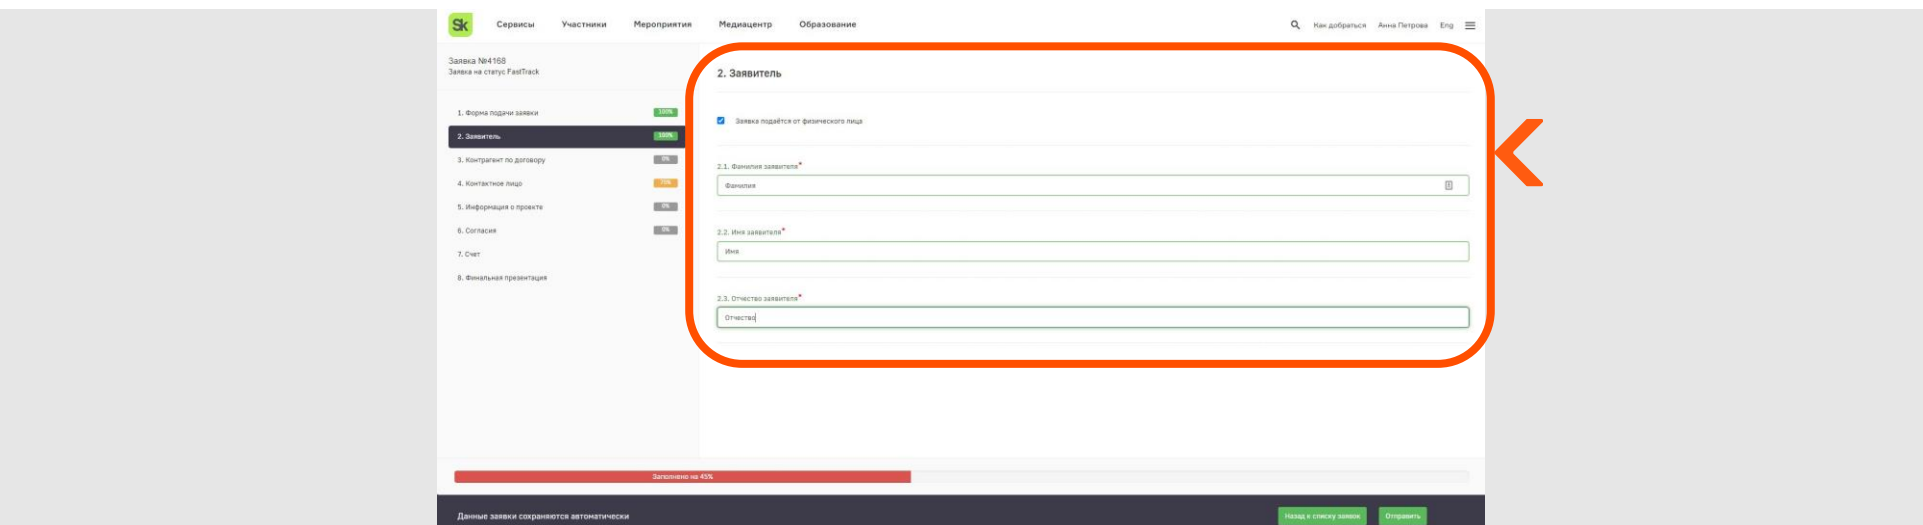 Sk Сервисы Участники Мероприятия Медиацентр Образование Как добраться Анна Петрова Eng
Заявка №4168
Заявка на статус FastTrack
1. Форма подачи заявки 100%
2. Заявитель 100%
3. Контрагент по договору 0%
4. Контактное лицо 75%
5. Информация о проекте 0%
6. Согласия 0%
7. Счет
8. Финальная презентация
2. Заявитель
Заявка подаётся от физического лица
2.1. Фамилия заявителя*
Фамилия
2.2. Имя заявителя*
Имя
2.3. Отчество заявителя*
Отчество
Заполнено на 45%
Данные заявки сохраняются автоматически Назад к списку заявок Отправить